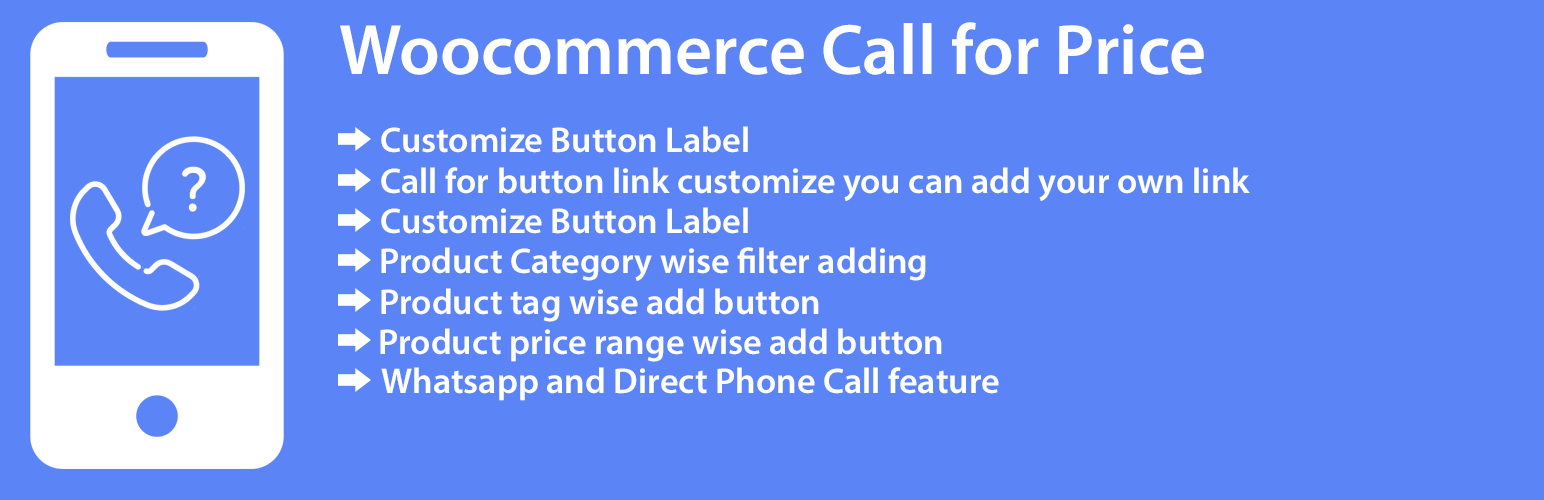 Woocommerce Call for Price
Customize Button Label
Call for button link customize you can add your own link
Customize Button Label
Product Category wise filter adding
Product tag wise add button
Product price range wise add button
Whatsapp and Direct Phone Call feature
?